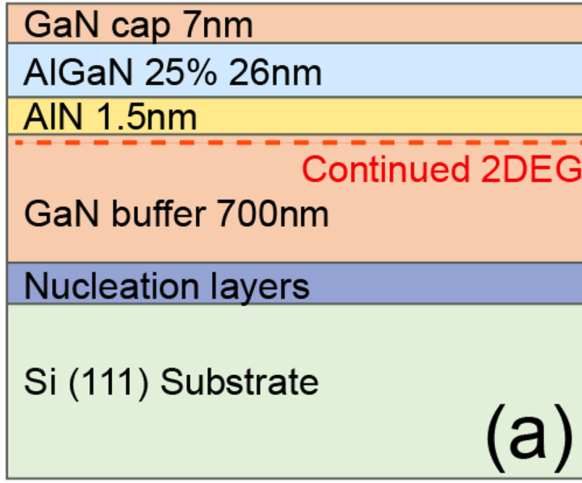 GaN cap 7nm
AlGaN 25% 26nm
AlN 1.5nm
Continued 2DEG
GaN buffer 700nm
Nucleation layers
Si (111) Substrate
(a)